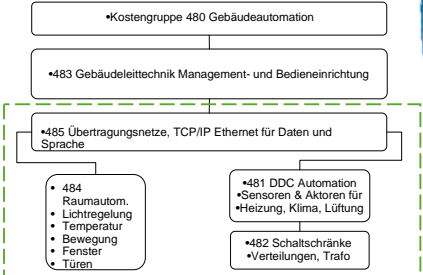 •Kostengruppe 480 Gebäudeautomation
•483 Gebäudeleittechnik Management- und Bedieneinrichtung
•485 Übertragungsnetze, TCP/IP Ethernet für Daten und
Sprache
• 484
Raumautom.
• Lichtregelung
• Temperatur
• Bewegung
• Fenster
• Türen
•481 DDC Automation
•Sensoren & Aktoren für
•Heizung, Klima, Lüftung
•482 Schaltschränke
•Verteilungen, Trafo